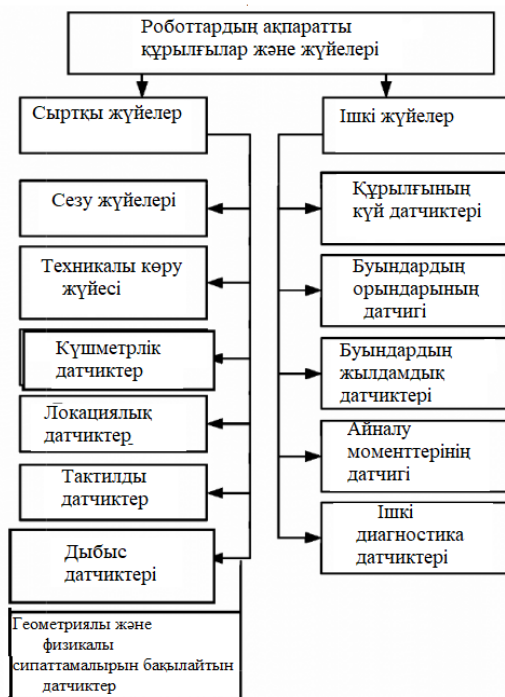 Роботтардың ақпаратты
құрылғылар және жүйелері
Сыртқы жүйелер
Сезу жүйелері
Техникалы көру
жүйесі
Күшметрлік
датчиктер
Локациялық
датчиктер
Тактилды
датчиктер
Дыбыс
датчиктері
Геометриялы және
физикалы
сипаттамалырын бақылайтын
датчиктер
Ішкі жүйелер
Құрылғының
күй датчиктері
Буындардың
орындарының
датчигі
Буындардың
жылдамдық
датчиктері
Айналу
моменттерінің
датчигі
Ішкі
диагностика
датчиктері